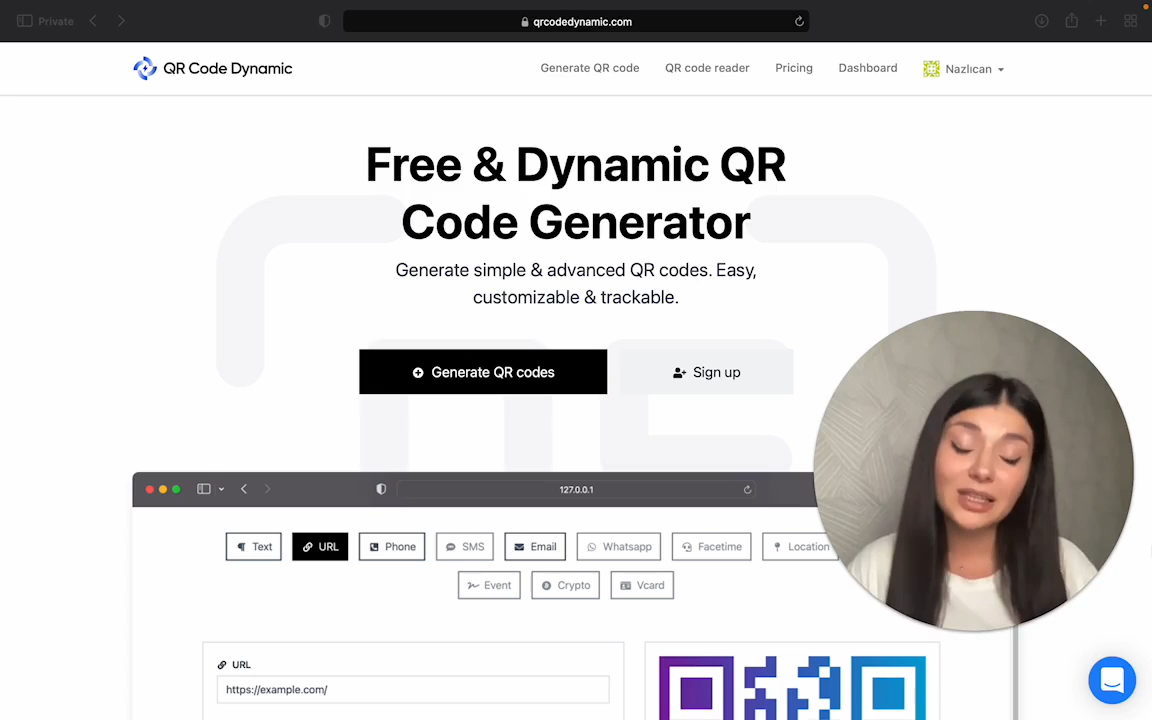 Private
qrcodedynamic.com
QR Code Dynamic
Generate QR code
QR code reader
Pricing
Dashboard
Nazlıcan
Free & Dynamic QR
Code Generator
Generate simple & advanced QR codes. Easy,
customizable & trackable.
Generate QR codes
Sign up
127.0.0.1
Text
URL
Phone
SMS
Email
Whatsapp
Facetime
Location
Event
Crypto
Vcard
URL
https://example.com/